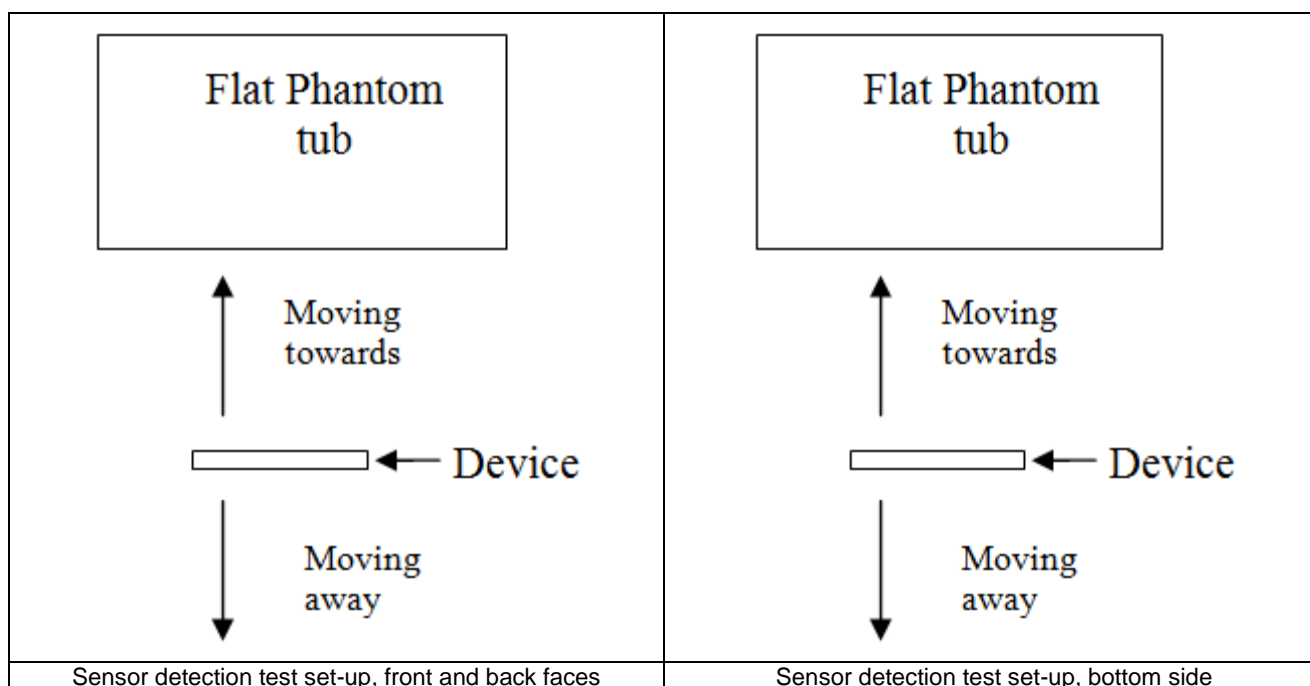 Flat Phantom
tub
Moving
towards
Device
Moving
away
Sensor detection test set-up, front and back faces
Flat Phantom
tub
Moving
towards
Device
Moving
away
Sensor detection test set-up, bottom side